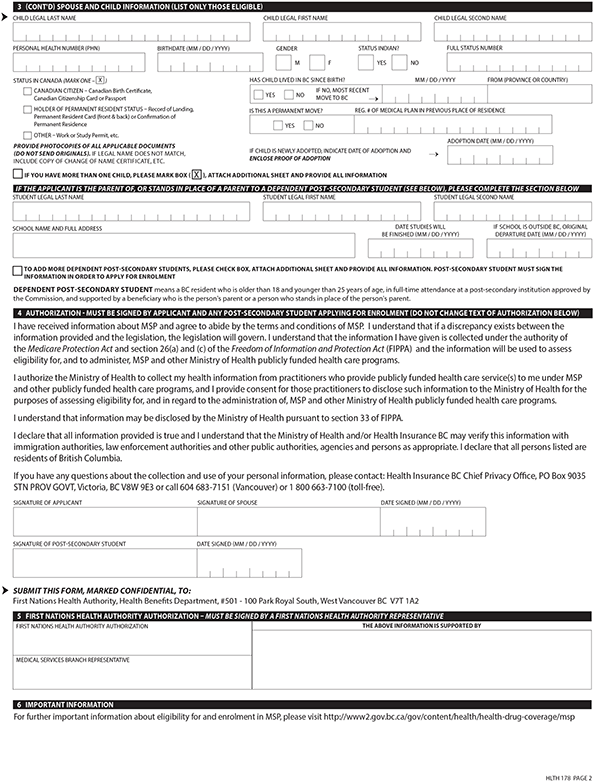 3 (CONT'D) SPOUSE AND CHILD INFORMATION (LIST ONLY THOSE ELIGIBLE)
CHILD LEGAL LAST NAME CHILD LEGAL FIRST NAME CHILD LEGAL SECOND NAME
PERSONAL HEALTH NUMBER (PHN) BIRTHDATE (MM / DD / YYYY) GENDER STATUS INDIAN? FULL STATUS NUMBER
M F YES NO
STATUS IN CANADA (MARK ONE – X ) HAS CHILD LIVED IN BC SINCE BIRTH? MM / DD / YYYY FROM (PROVINCE OR COUNTRY)
CANADIAN CITIZEN – Canadian Birth Certificate,
Canadian Citizenship Card or Passport
YES NO IF NO, MOST RECENT
MOVE TO BC
HOLDER OF PERMANENT RESIDENT STATUS – Record of Landing,
Permanent Resident Card (front & back) or Confirmation of
Permanent Residence
IS THIS A PERMANENT MOVE? REG. # OF MEDICAL PLAN IN PREVIOUS PLACE OF RESIDENCE
YES NO
OTHER – Work or Study Permit, etc.
PROVIDE PHOTOCOPIES OF ALL APPLICABLE DOCUMENTS
(DO NOT SEND ORIGINALS). IF LEGAL NAME DOES NOT MATCH,
INCLUDE COPY OF CHANGE OF NAME CERTIFICATE, ETC.
IF CHILD IS NEWLY ADOPTED, INDICATE DATE OF ADOPTION AND
ENCLOSE PROOF OF ADOPTION
ADOPTION DATE (MM / DD / YYYY)
IF YOU HAVE MORE THAN ONE CHILD, PLEASE MARK BOX ( X ), ATTACH ADDITIONAL SHEET AND PROVIDE ALL INFORMATION
IF THE APPLICANT IS THE PARENT OF, OR STANDS IN PLACE OF A PARENT TO A DEPENDENT POST-SECONDARY STUDENT (SEE BELOW), PLEASE COMPLETE THE SECTION BELOW
STUDENT LEGAL LAST NAME STUDENT LEGAL FIRST NAME STUDENT LEGAL SECOND NAME
SCHOOL NAME AND FULL ADDRESS DATE STUDIES WILL
BE FINISHED (MM / DD / YYYY)
IF SCHOOL IS OUTSIDE BC, ORIGINAL
DEPARTURE DATE (MM / DD / YYYY)
TO ADD MORE DEPENDENT POST-SECONDARY STUDENTS, PLEASE CHECK BOX, ATTACH ADDITIONAL SHEET AND PROVIDE ALL INFORMATION. POST-SECONDARY STUDENT MUST SIGN THE
INFORMATION IN ORDER TO APPLY FOR ENROLMENT
DEPENDENT POST-SECONDARY STUDENT means a BC resident who is older than 18 and younger than 25 years of age, in full-time attendance at a post-secondary institution approved by
the Commission, and supported by a beneficiary who is the person's parent or a person who stands in place of the person's parent.
4 AUTHORIZATION - MUST BE SIGNED BY APPLICANT AND ANY POST-SECONDARY STUDENT APPLYING FOR ENROLMENT (DO NOT CHANGE TEXT OF AUTHORIZATION BELOW)
I have received information about MSP and agree to abide by the terms and conditions of MSP. I understand that if a discrepancy exists between the
information provided and the legislation, the legislation will govern. I understand that the information I have given is collected under the authority of
the Medicare Protection Act and section 26(a) and (c) of the Freedom of Information and Protection Act (FIPPA) and the information will be used to assess
eligibility for, and to administer, MSP and other Ministry of Health publicly funded health care programs.
I authorize the Ministry of Health to collect my health information from practitioners who provide publicly funded health care service(s) to me under MSP
and other publicly funded health care programs, and I provide consent for those practitioners to disclose such information to the Ministry of Health for the
purposes of assessing eligibility for, and in regard to the administration of, MSP and other Ministry of Health publicly funded health care programs.
I understand that information may be disclosed by the Ministry of Health pursuant to section 33 of FIPPA.
I declare that all information provided is true and I understand that the Ministry of Health and/or Health Insurance BC may verify this information with
immigration authorities, law enforcement authorities and other public authorities, agencies and persons as appropriate. I declare that all persons listed are
residents of British Columbia.
If you have any questions about the collection and use of your personal information, please contact: Health Insurance BC Chief Privacy Office, PO Box 9035
STN PROV GOVT, Victoria, BC V8W 9E3 or call 604 683-7151 (Vancouver) or 1 800 663-7100 (toll-free).
SIGNATURE OF APPLICANT SIGNATURE OF SPOUSE DATE SIGNED (MM / DD / YYYY)
SIGNATURE OF POST-SECONDARY STUDENT DATE SIGNED (MM / DD / YYYY)
SUBMIT THIS FORM, MARKED CONFIDENTIAL, TO:
First Nations Health Authority, Health Benefits Department, #501 - 100 Park Royal South, West Vancouver BC V7T 1A2
5 FIRST NATIONS HEALTH AUTHORITY AUTHORIZATION – MUST BE SIGNED BY A FIRST NATIONS HEALTH AUTHORITY REPRESENTATIVE
FIRST NATIONS HEALTH AUTHORITY AUTHORIZATION THE ABOVE INFORMATION IS SUPPORTED BY
MEDICAL SERVICES BRANCH REPRESENTATIVE
6 IMPORTANT INFORMATION
For further important information about eligibility for and enrolment in MSP, please visit http://www2.gov.bc.ca/gov/content/health/health-drug-coverage/msp
HLTH 178 PAGE 2